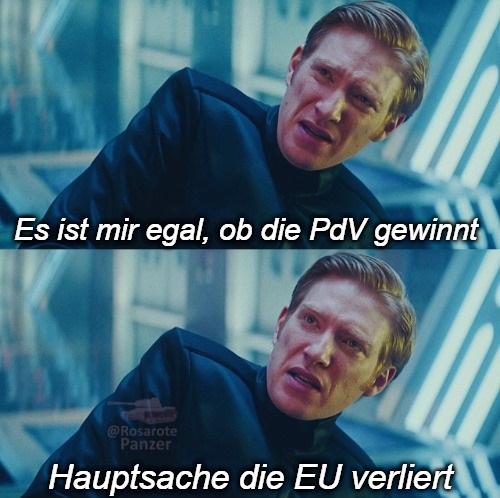 Es ist mir egal, ob die PdV gewinnt
@Rosarote
Panzer
Hauptsache die EU verliert